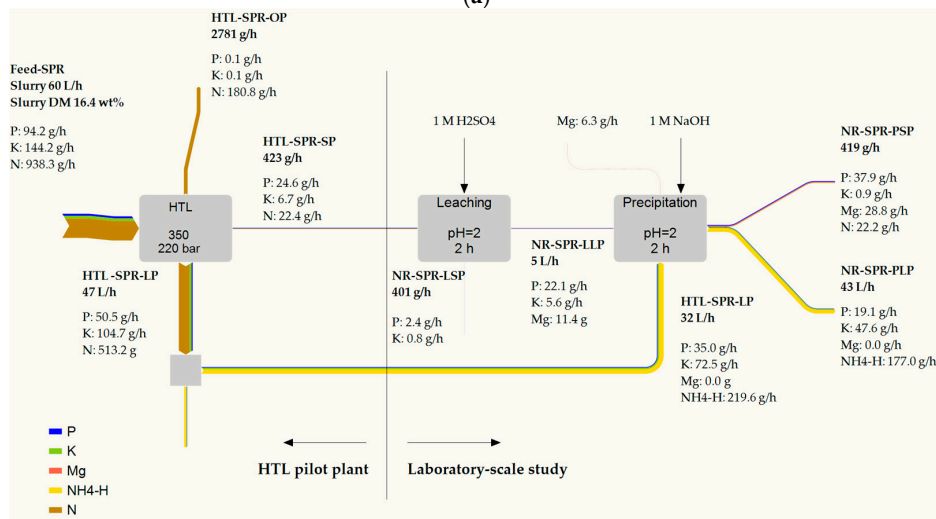 (a)
HTL-SPR-OP
2781 g/h
P: 0.1 g/h
K: 0.1 g/h
N: 180.8 g/h
Feed-SPR
Slurry 60 L/h
Slurry DM 16.4 wt%
P: 94.2 g/h
K: 144.2 g/h
N: 938.3 g/h
HTL-SPR-SP
423 g/h
P: 24.6 g/h
K: 6.7 g/h
N: 22.4 g/h
1 M H2SO4
Mg: 6.3 g/h
1 M NaOH
NR-SPR-PSP
419 g/h
P: 37.9 g/h
K: 0.9 g/h
Mg: 28.8 g/h
N: 22.2 g/h
HTL
350
220 bar
Leaching
pH=2
2 h
Precipitation
pH=2
2 h
HTL-SPR-LP
47 L/h
P: 50.5 g/h
K: 104.7 g/h
N: 513.2 g
NR-SPR-LSP
401 g/h
P: 2.4 g/h
K: 0.8 g/h
NR-SPR-LLP
5 L/h
P: 22.1 g/h
K: 5.6 g/h
Mg: 11.4 g
HTL-SPR-LP
32 L/h
P: 35.0 g/h
K: 72.5 g/h
Mg: 0.0 g
NH4-H: 219.6 g/h
NR-SPR-PLP
43 L/h
P: 19.1 g/h
K: 47.6 g/h
Mg: 0.0 g/h
NH4-H: 177.0 g/h
P
K
Mg
NH4-H
N
HTL pilot plant
Laboratory-scale study